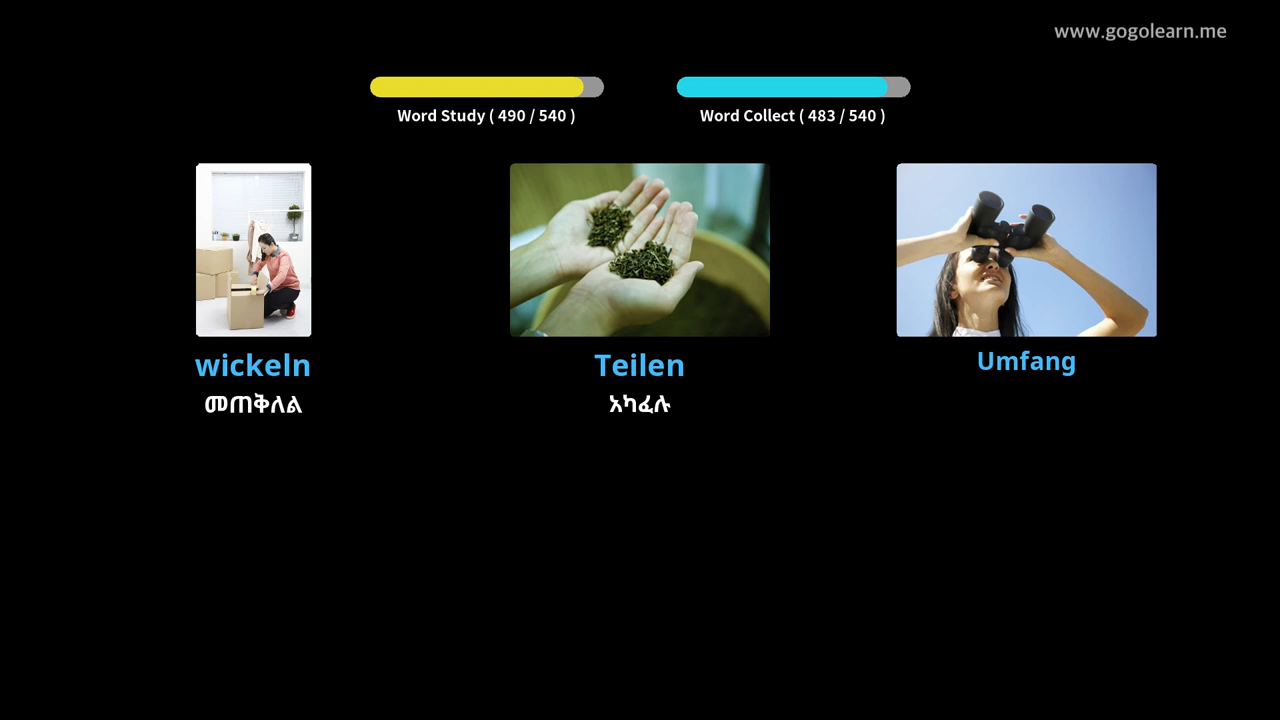 www.gogolearn.me
Word Study ( 490 / 540 )
Word Collect ( 483 / 540 )
wickeln
መጠቅለል
Teilen
አካፈሉ
Umfang